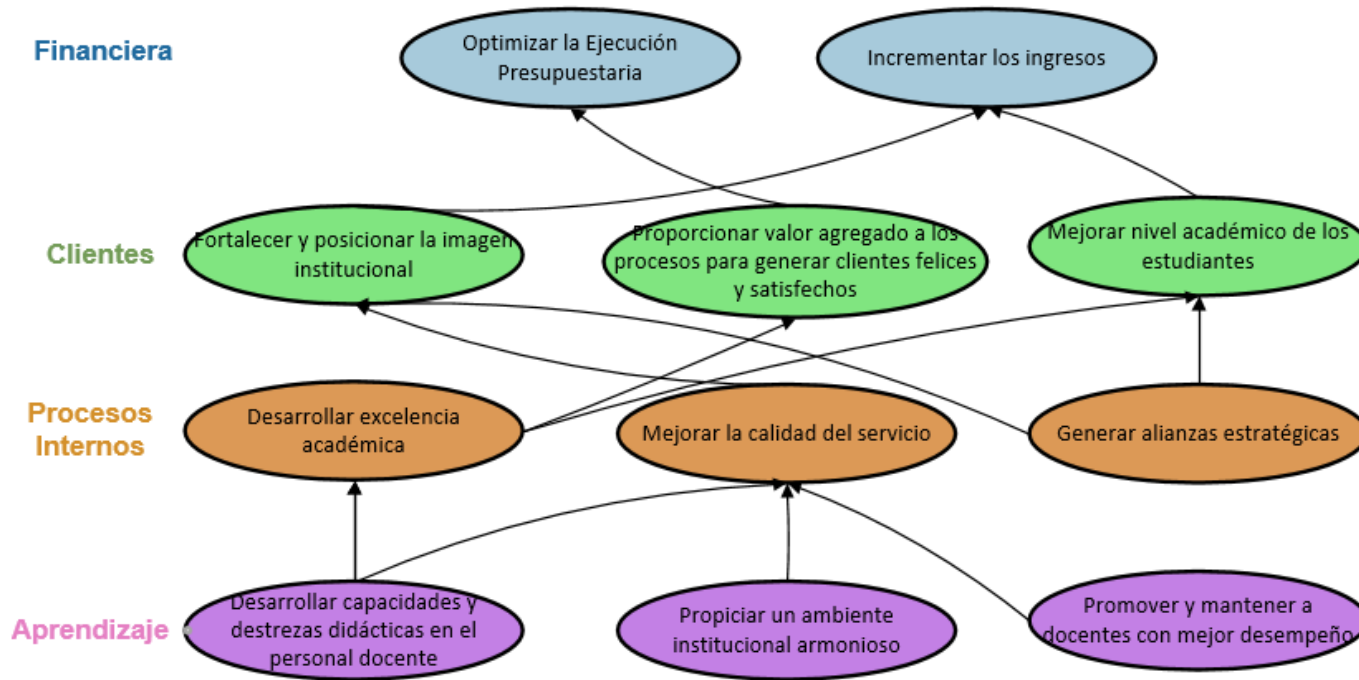 Financiera
Optimizar la Ejecución
Presupuestaria
Incrementar los ingresos
Clientes
Fortalecer y posicionar la imagen
institucional
Proporcionar valor agregado a los
procesos para generar clientes felices
y satisfechos
Mejorar nivel académico de los
estudiantes
Procesos
Internos
Desarrollar excelencia
académica
Mejorar la calidad del servicio
Generar alianzas estratégicas
Aprendizaje
Desarrollar capacidades y
destrezas didácticas en el
personal docente
Propiciar un ambiente
institucional armonioso
Promover y mantener a
docentes con mejor desempeño